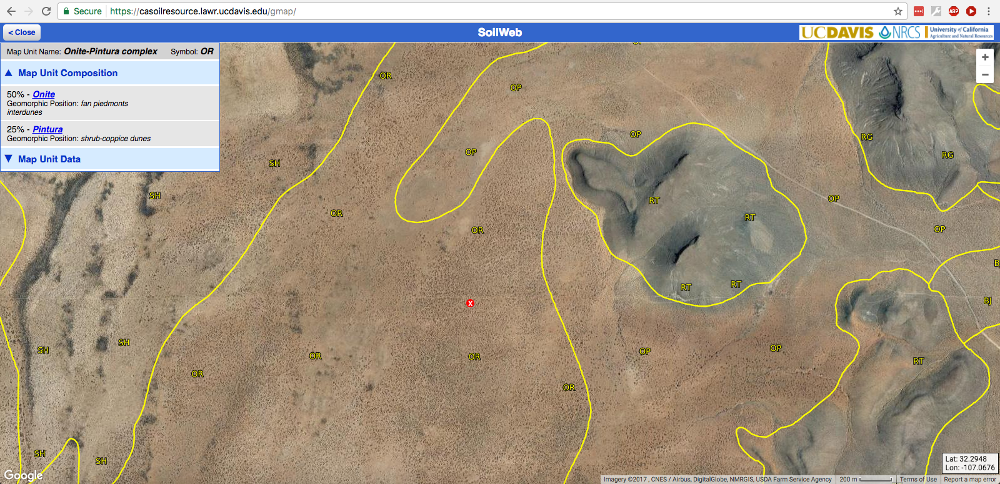 Secure https://casoilresource.lawr.ucdavis.edu/gmap/
ABP
< Close
SoilWeb
UCDAVIS NRCS University of California
Agriculture and Natural Resources
Map Unit Name: Onite-Pintura complex Symbol: OR
Map Unit Composition
50% - Onite
Geomorphic Position: fan piedmonts
interdunes
25% - Pintura
Geomorphic Position: shrub-coppice dunes
Map Unit Data
+
−
OR
OP
RG
OP
OP
RG
SH
SH
RT
OP
OR
RT
OR
OP
RT
RT
BJ
X
SH
SH
OP
OP
OR
OR
RT
OR
OR
SH
SH
Lat: 32.2948
Lon: -107.0676
Google
Imagery ©2017 , CNES / Airbus, DigitalGlobe, NMRGIS, USDA Farm Service Agency 200 m Terms of Use Report a map error